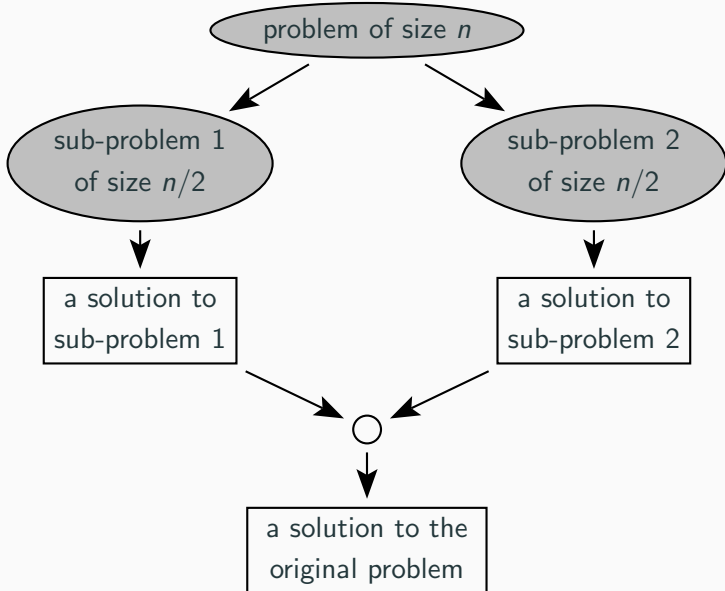 problem of size n
sub-problem 1
of size n/2
sub-problem 2
of size n/2
a solution to
sub-problem 1
a solution to
sub-problem 2
a solution to the
original problem